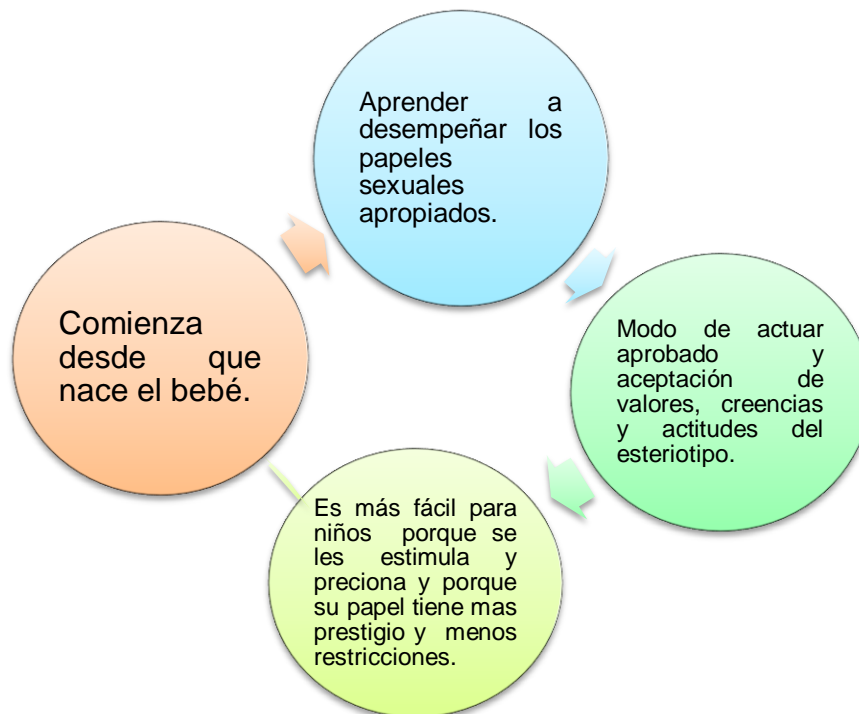 Aprender a
desempeñar los
papeles
sexuales
apropiados.
Modo de actuar
aprobado y
aceptación de
valores, creencias
y actitudes del
esteriotipo.
Es más fácil para
niños porque se
les estimula y
preciona y porque
su papel tiene mas
prestigio y menos
restricciones.
Comienza
desde que
nace el bebé.